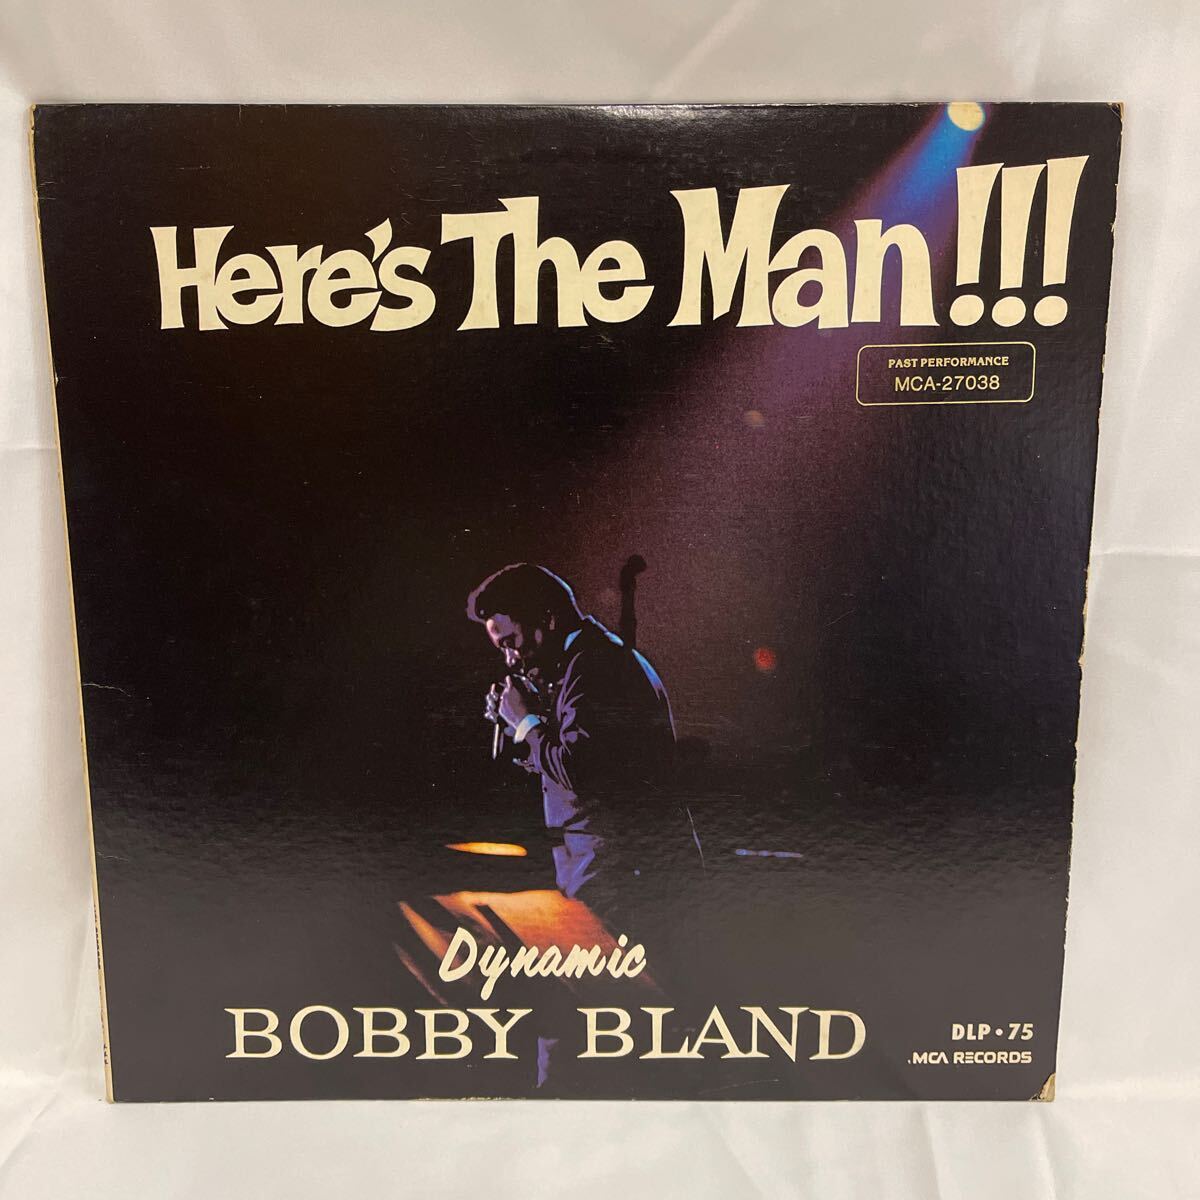 Here's The Man!!!
PAST PERFORMANCE
MCA-27038
Dynamic
BOBBY BLAND
DLP • 75
MCA RECORDS